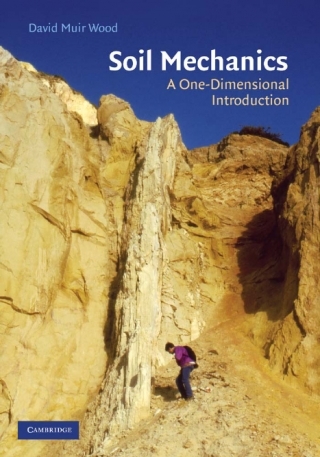 David Muir Wood
Soil Mechanics
A One-Dimensional
Introduction
CAMBRIDGE